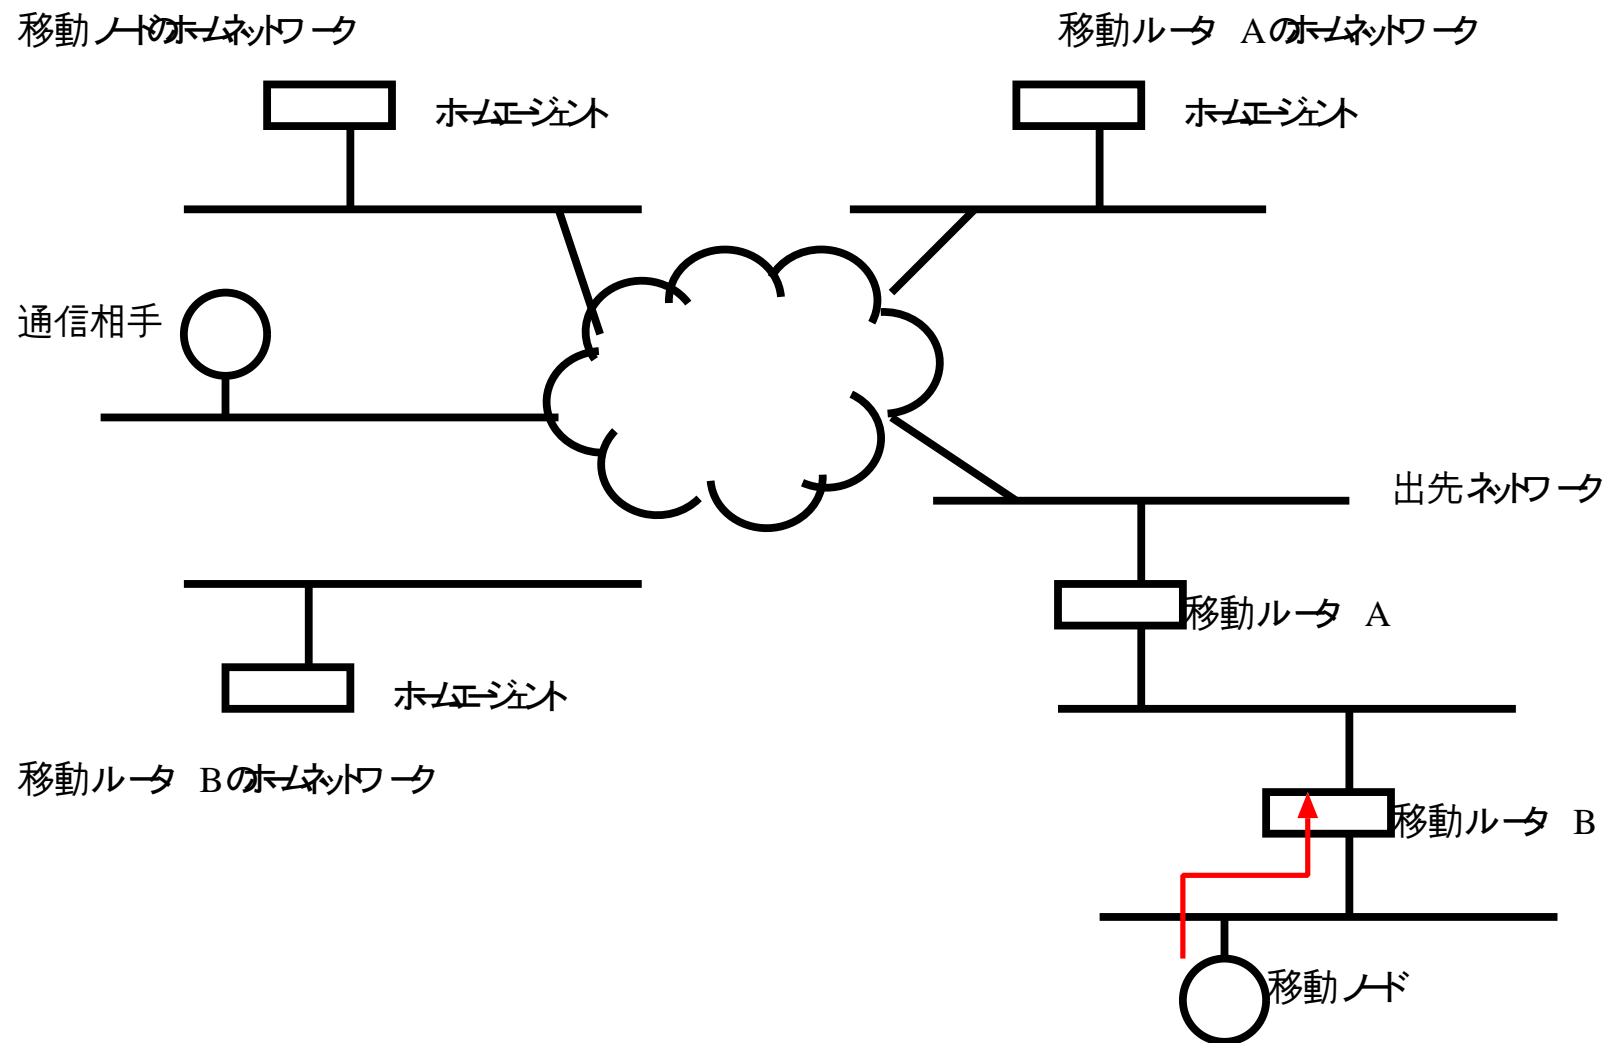 移動ノードのホームネットワーク
移動ルータ Aのホームネットワーク
ホームエージェント
ホームエージェント
通信相手
出先ネットワーク
移動ルータ A
ホームエージェント
移動ルータ Bのホームネットワーク
移動ルータ B
移動ノード